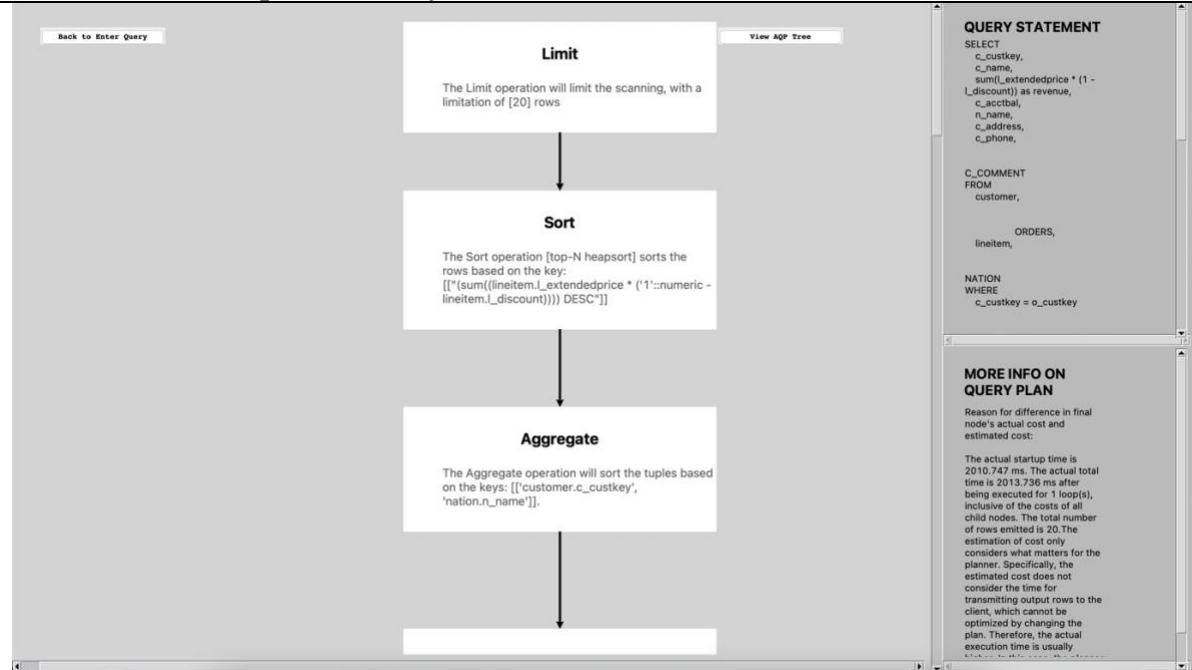 Back to Enter Query
View AQP Tree
Limit
The Limit operation will limit the scanning, with a
limitation of [20] rows
Sort
The Sort operation [top-N heapsort] sorts the
rows based on the key:
[["(sum((lineitem.l_extendedprice * ('1'::numeric -
lineitem.l_discount)))) DESC"]]
Aggregate
The Aggregate operation will sort the tuples based
on the keys: [['customer.c_custkey',
'nation.n_name']].
QUERY STATEMENT
SELECT
c_custkey,
c_name,
sum(l_extendedprice * (1 -
l_discount)) as revenue,
c_acctbal,
n_name,
c_address,
c_phone,
C_COMMENT
FROM
customer,
ORDERS,
lineitem,
NATION
WHERE
c_custkey = o_custkey
MORE INFO ON
QUERY PLAN
Reason for difference in final
node's actual cost and
estimated cost:
The actual startup time is
2010.747 ms. The actual total
time is 2013.736 ms after
being executed for 1 loop(s),
inclusive of the costs of all
child nodes. The total number
of rows emitted is 20.The
estimation of cost only
considers what matters for the
planner. Specifically, the
estimated cost does not
consider the time for
transmitting output rows to the
client, which cannot be
optimized by changing the
plan. Therefore, the actual
execution time is usually